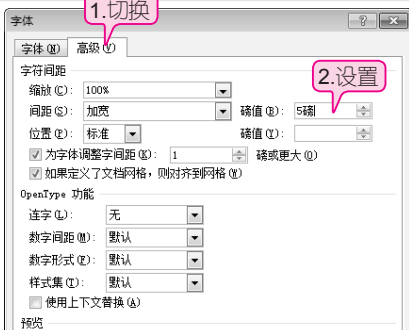 1.切换
字体
字体(N) 高级(V)
字符间距
2.设置
缩放(C): 100%
间距(S): 加宽 磅值(B): 5磅
位置(P): 标准 磅值(Y):
为字体调整字间距(K): 1 磅或更大(O)
如果定义了文档网格，则对齐到网格(W)
OpenType 功能
连字(L): 无
数字间距(M): 默认
数字形式(F): 默认
样式集(T): 默认
使用上下文替换(A)
预览